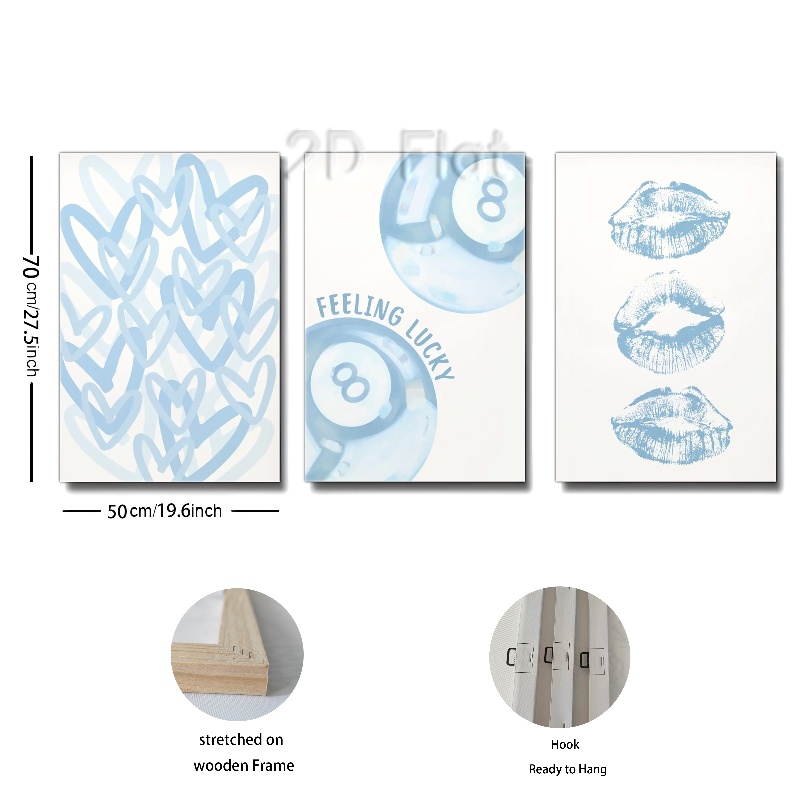 2D Flat
8
FEELING LUCKY
8
70 cm/27.5inch
50cm/19.6inch
stretched on
wooden Frame
Hook
Ready to Hang